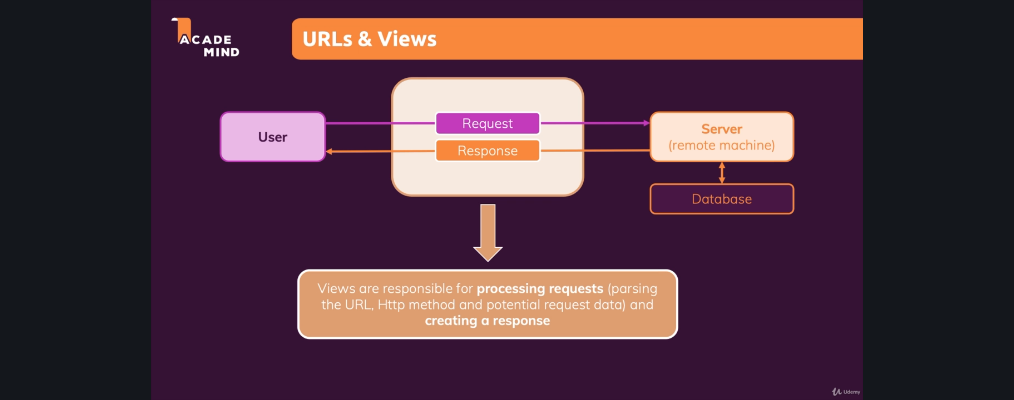 ACADE
MIND
URLs & Views
User
Request
Response
Server
(remote machine)
Database
Views are responsible for processing requests (parsing
the URL, Http method and potential request data) and
creating a response
Udemy